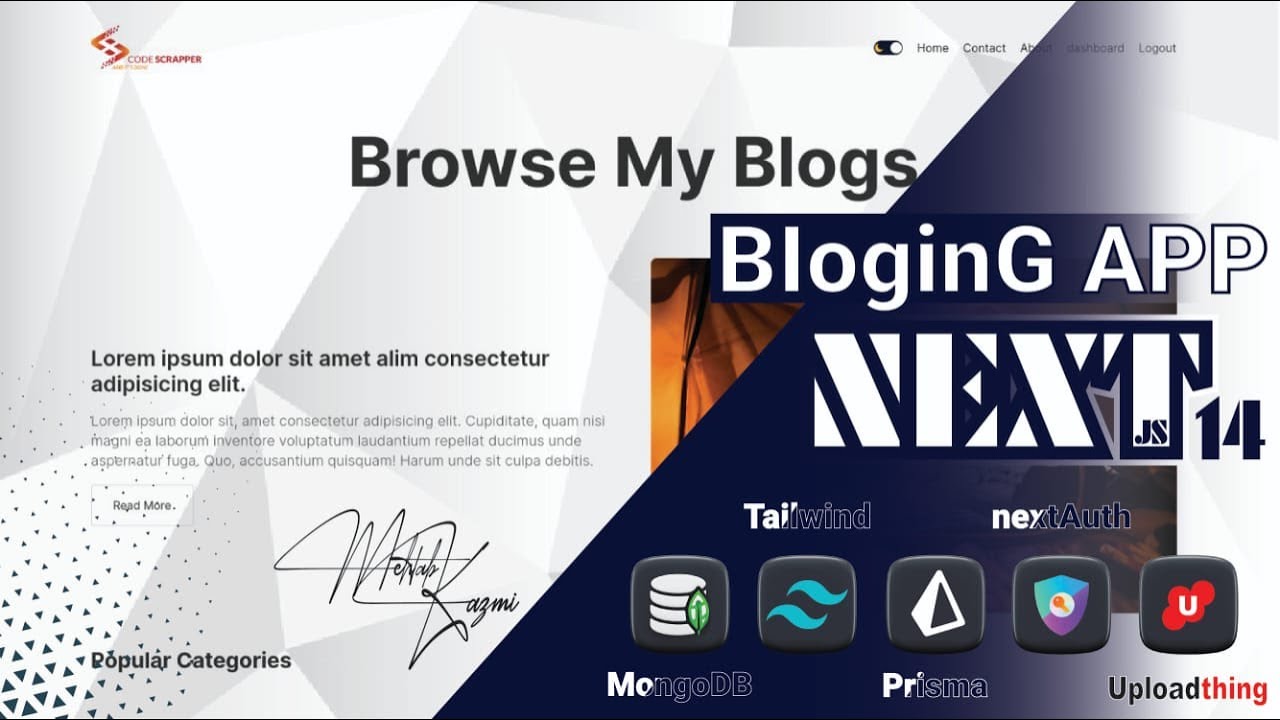 CODE SCRAPPER
Home Contact About dashboard Logout
Browse My Blogs
BloginG APP
NEXT
JS 14
Lorem ipsum dolor sit amet alim consectetur
adipisicing elit.
Lorem ipsum dolor sit, amet consectetur adipisicing elit. Cupiditate, quam nisi
magni ea laborum inventore voluptatum laudantium repellat ducimus unde
aspernatur fuga. Quo, accusantium quisquam! Harum unde sit culpa debitis.
Read More.
Mehtab
Kazmi
Popular Categories
Tailwind nextAuth
U
MongoDB Prisma Uploadthing